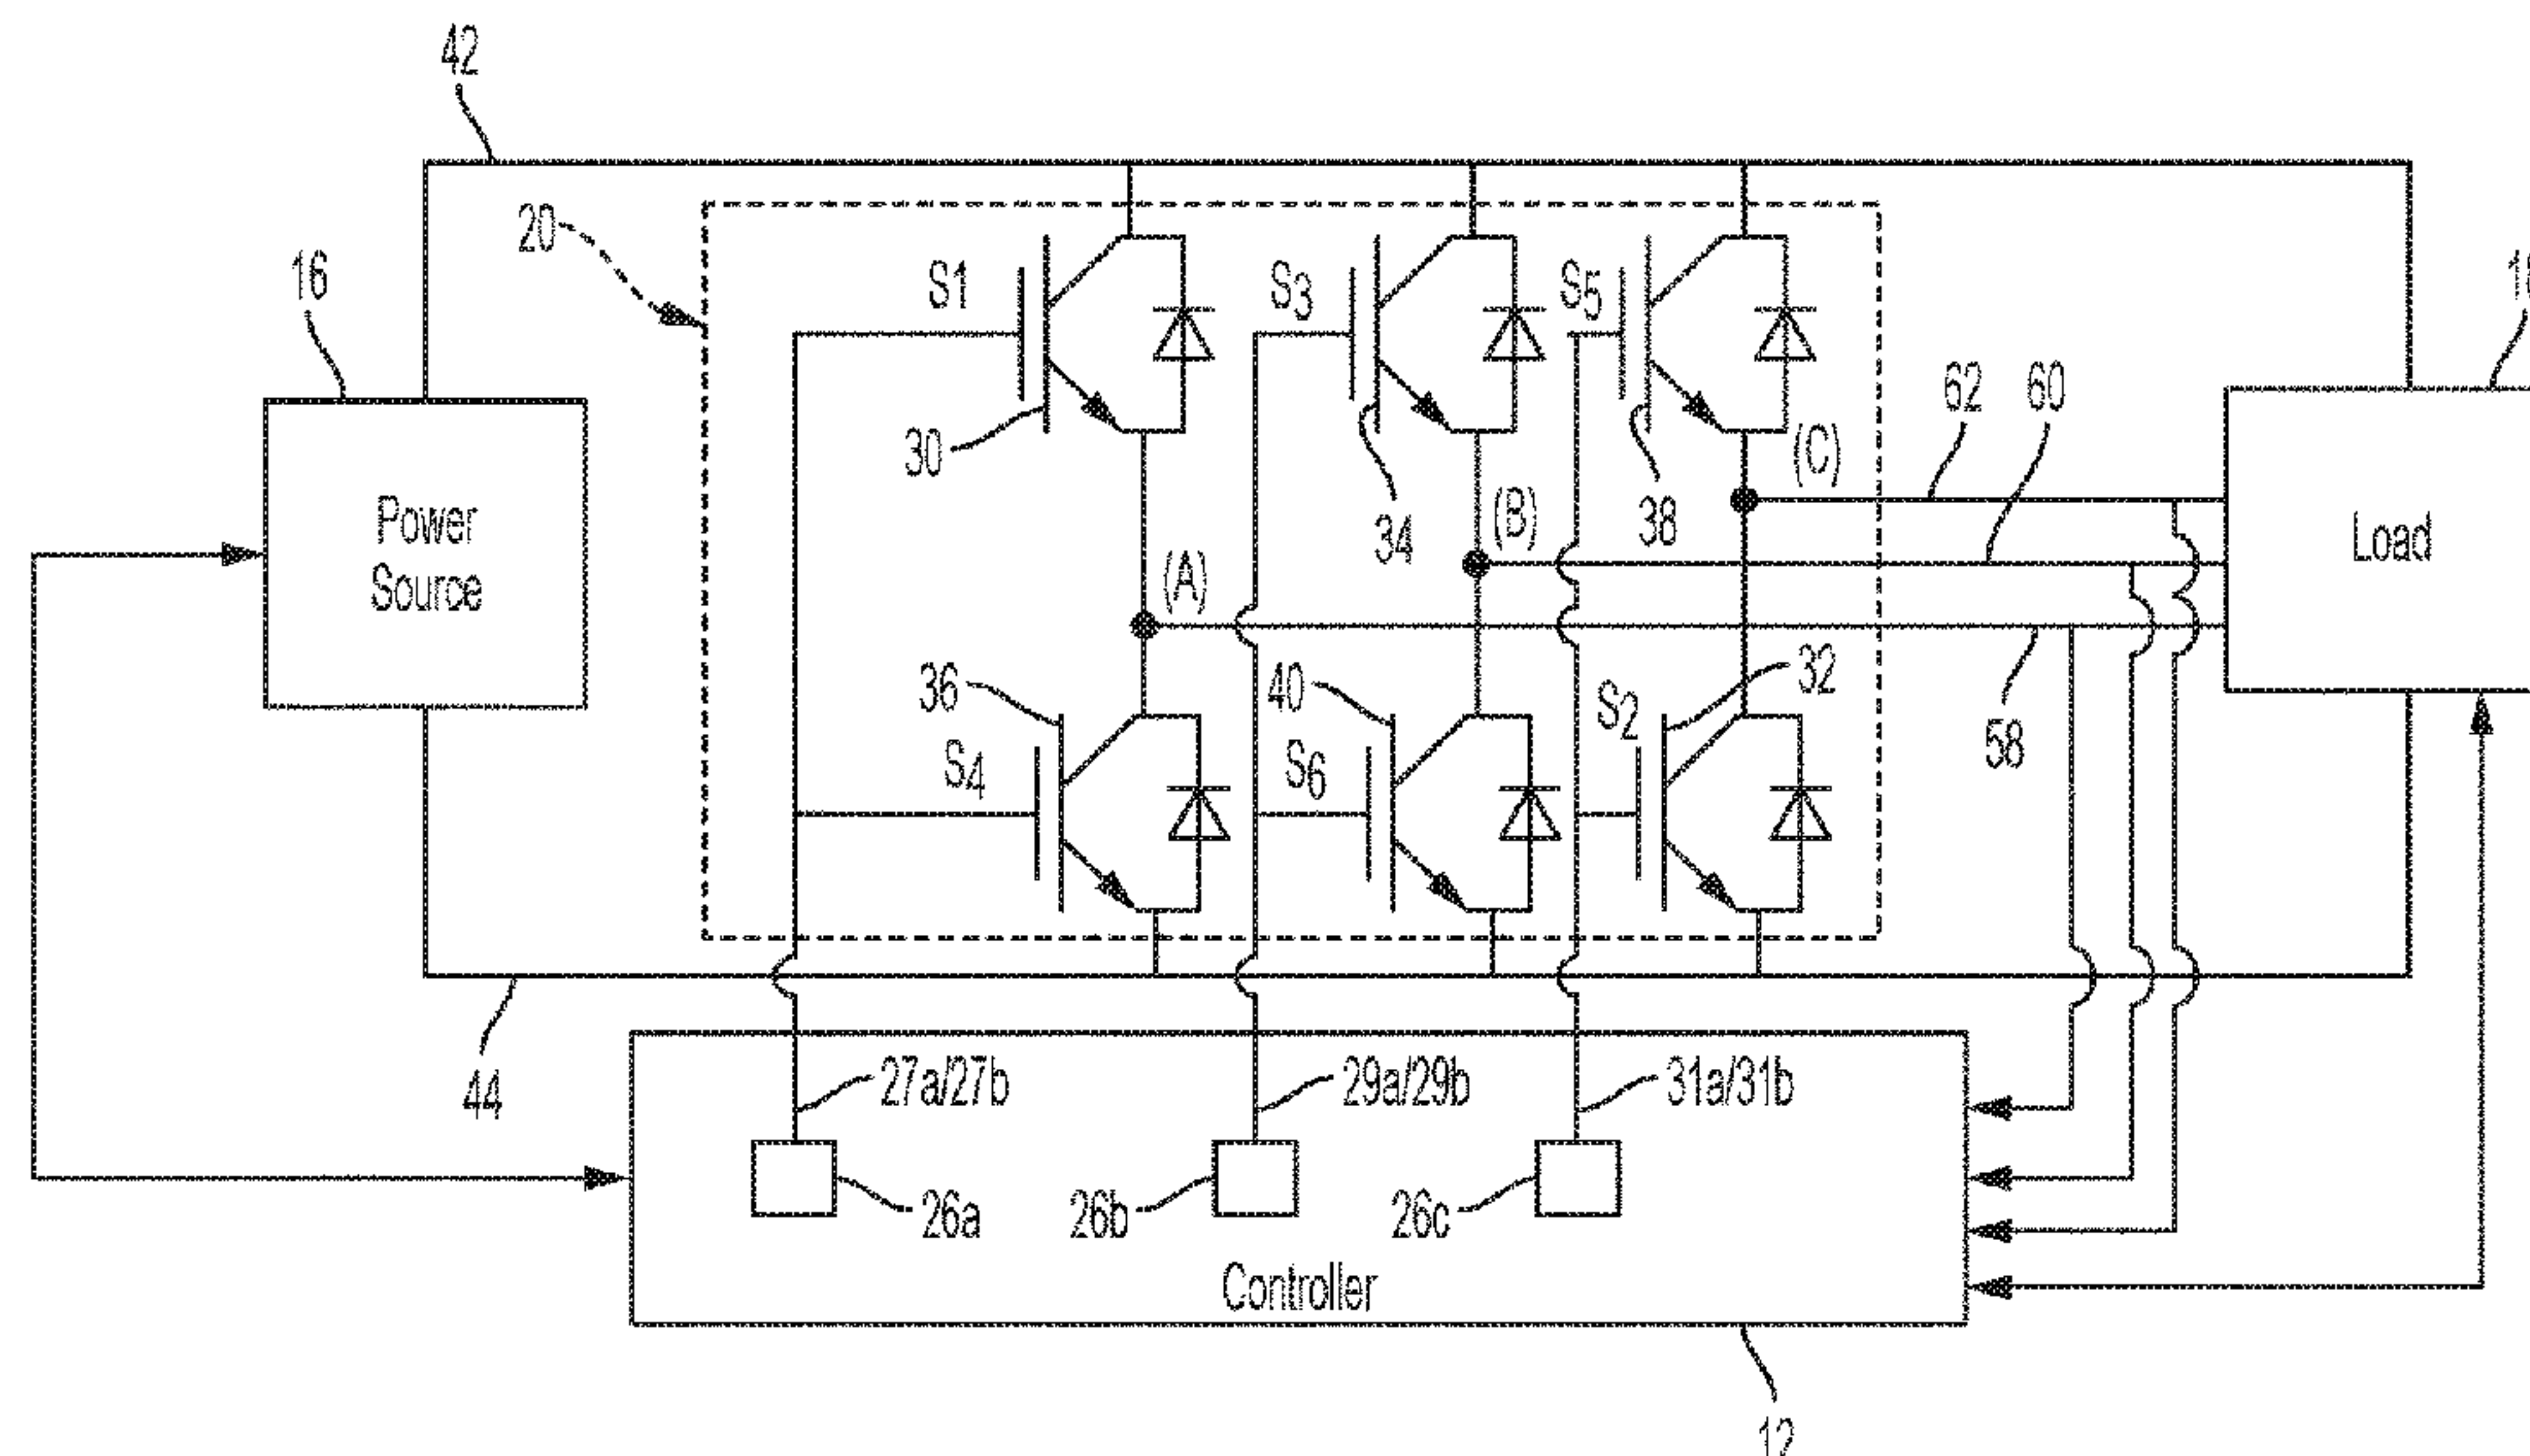 42
20
16
S1
S3
S5
62
60
30
34
38
(C)
Power
Source
(B)
Load
(A)
36
40
S2
32
S4
S6
58
44
27a/27b
29a/29b
31a/31b
26a
26b
26c
Controller
12